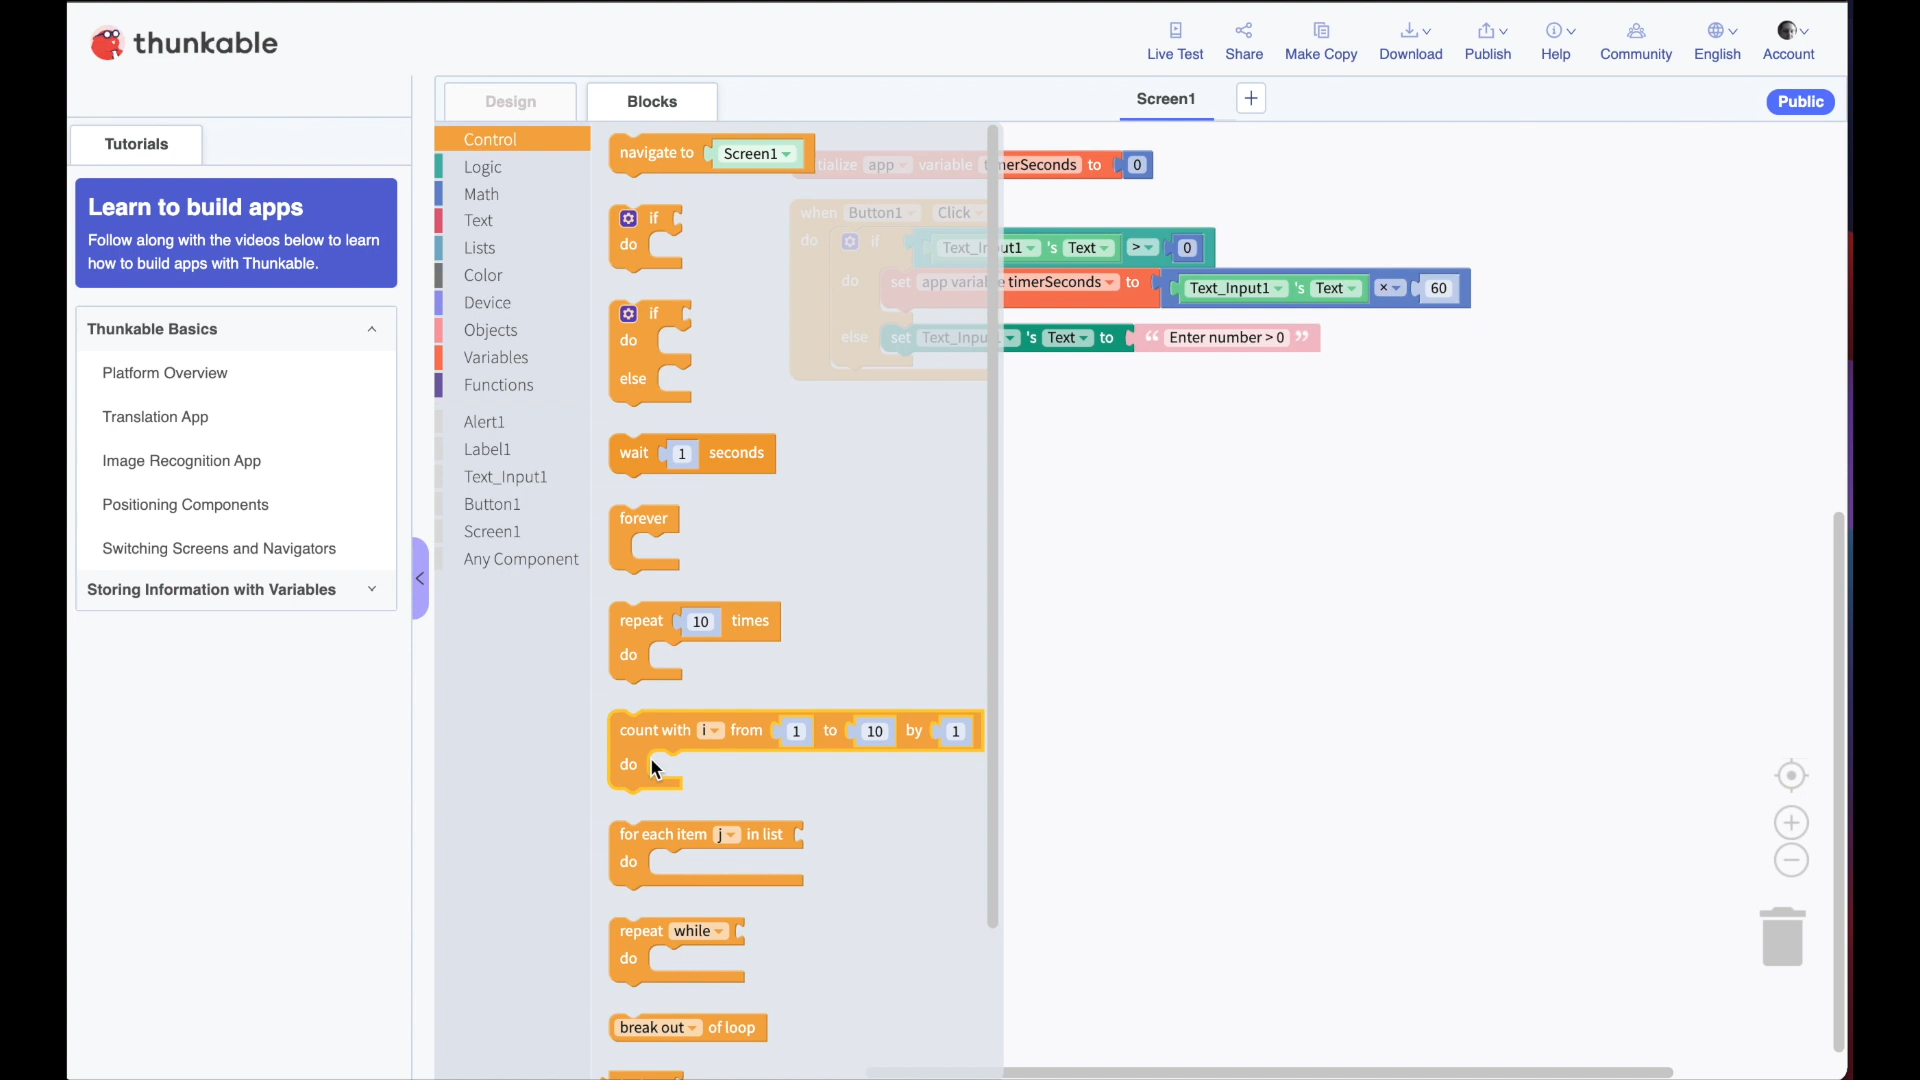 thunkable
Live Test
Share
Make Copy
Download
Publish
Help
Community
English
Account
Design
Blocks
Screen1
+
Public
Tutorials
Learn to build apps
Follow along with the videos below to learn
how to build apps with Thunkable.
Thunkable Basics
Platform Overview
Translation App
Image Recognition App
Positioning Components
Switching Screens and Navigators
Storing Information with Variables
Control
Logic
Math
Text
Lists
Color
Device
Objects
Variables
Functions
Alert1
Label1
Text_Input1
Button1
Screen1
Any Component
navigate to Screen1
if
do
if
do
else
wait 1 seconds
forever
repeat 10 times
do
count with i from 1 to 10 by 1
do
for each item j in list
do
repeat while
do
break out of loop
app variable timerSeconds to 0
when Button1 Click
do if Text_Input1 's Text > 0
do set app variable timerSeconds to Text_Input1 's Text × 60
else set Text_Input1 's Text to “ Enter number > 0 ”